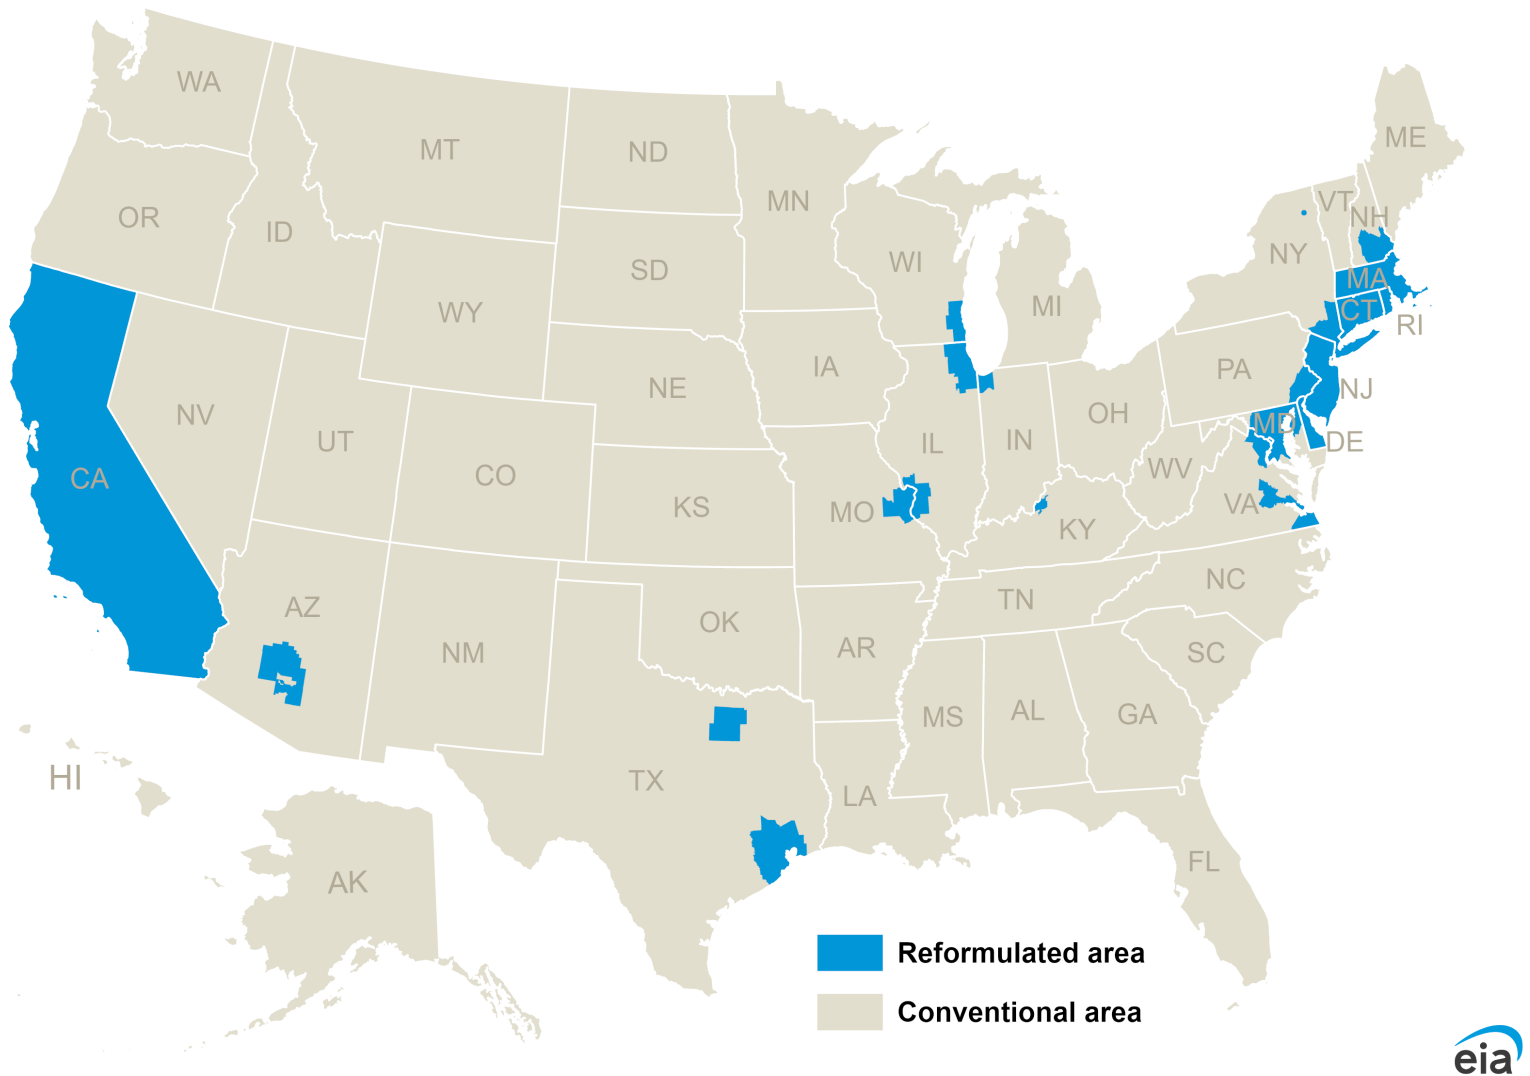 WA
MT
ND
MN
ME
OR
ID
SD
WI
MI
NY
VT
NH
MA
CT
RI
WY
NE
IA
PA
NJ
NV
UT
CO
KS
MO
IL
IN
OH
WV
MD
DE
CA
VA
KY
AZ
NM
OK
AR
TN
NC
SC
TX
LA
MS
AL
GA
FL
HI
AK
Reformulated area
Conventional area
eia